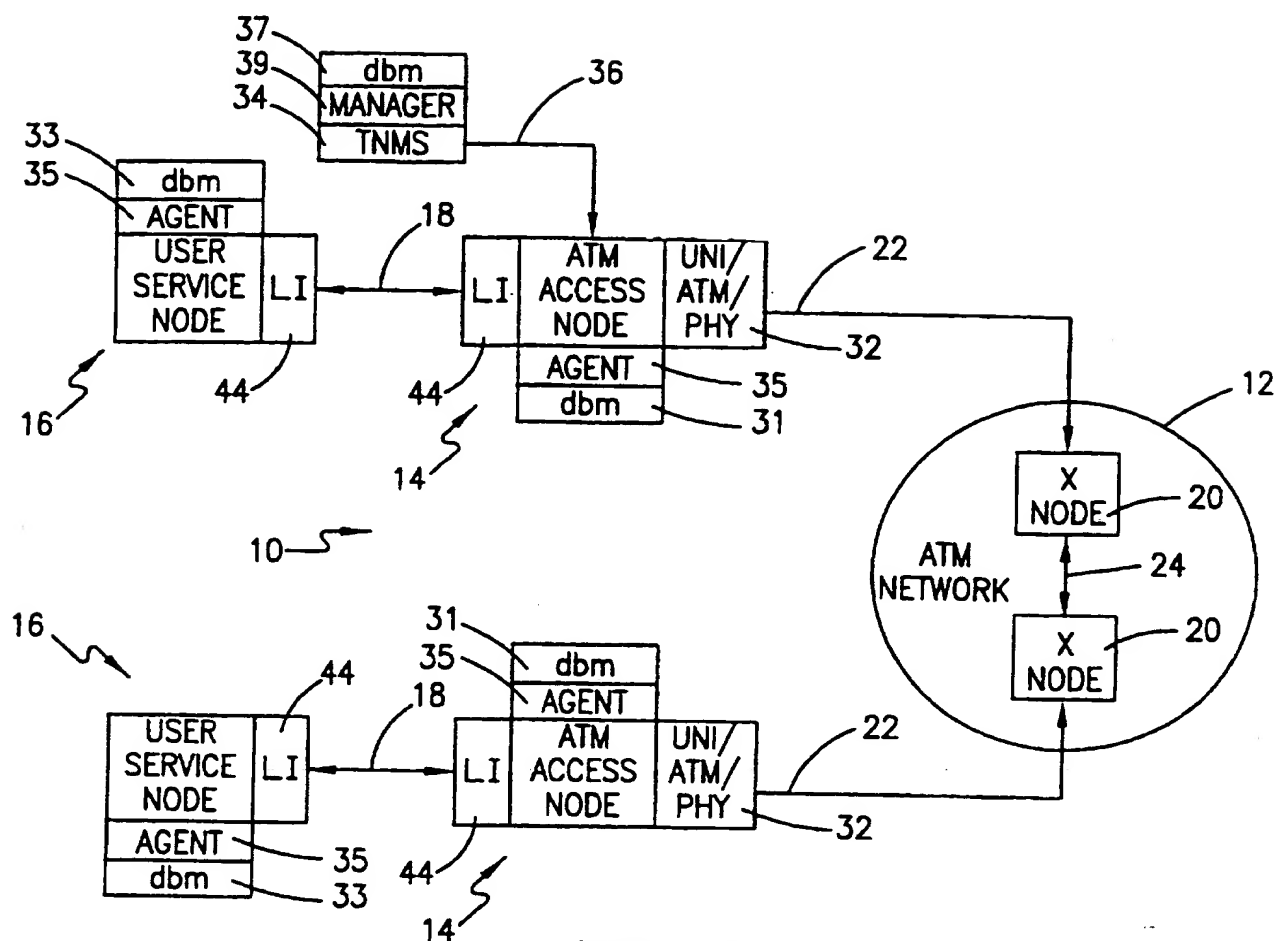 37
dbm
39
MANAGER
34
TNMS
36
33
dbm
35
AGENT
USER
SERVICE
NODE
LI
18
LI
ATM
ACCESS
NODE
UNI/
ATM/
PHY
22
32
44
16
44
AGENT
35
dbm
31
14
12
X
NODE
20
10
ATM
NETWORK
24
X
NODE
20
16
44
18
31
dbm
35
AGENT
USER
SERVICE
NODE
LI
LI
ATM
ACCESS
NODE
UNI/
ATM/
PHY
22
32
AGENT
35
dbm
33
44
14